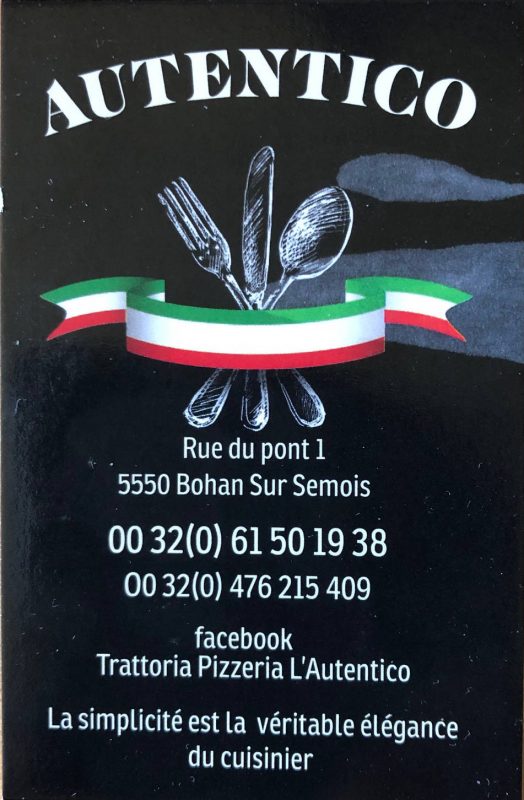 AUTENTICO
Rue du pont 1
5550 Bohan Sur Semois
00 32(0) 61 50 19 38
00 32(0) 476 215 409
facebook
Trattoria Pizzeria L'Autentico
La simplicité est la véritable élégance
du cuisinier